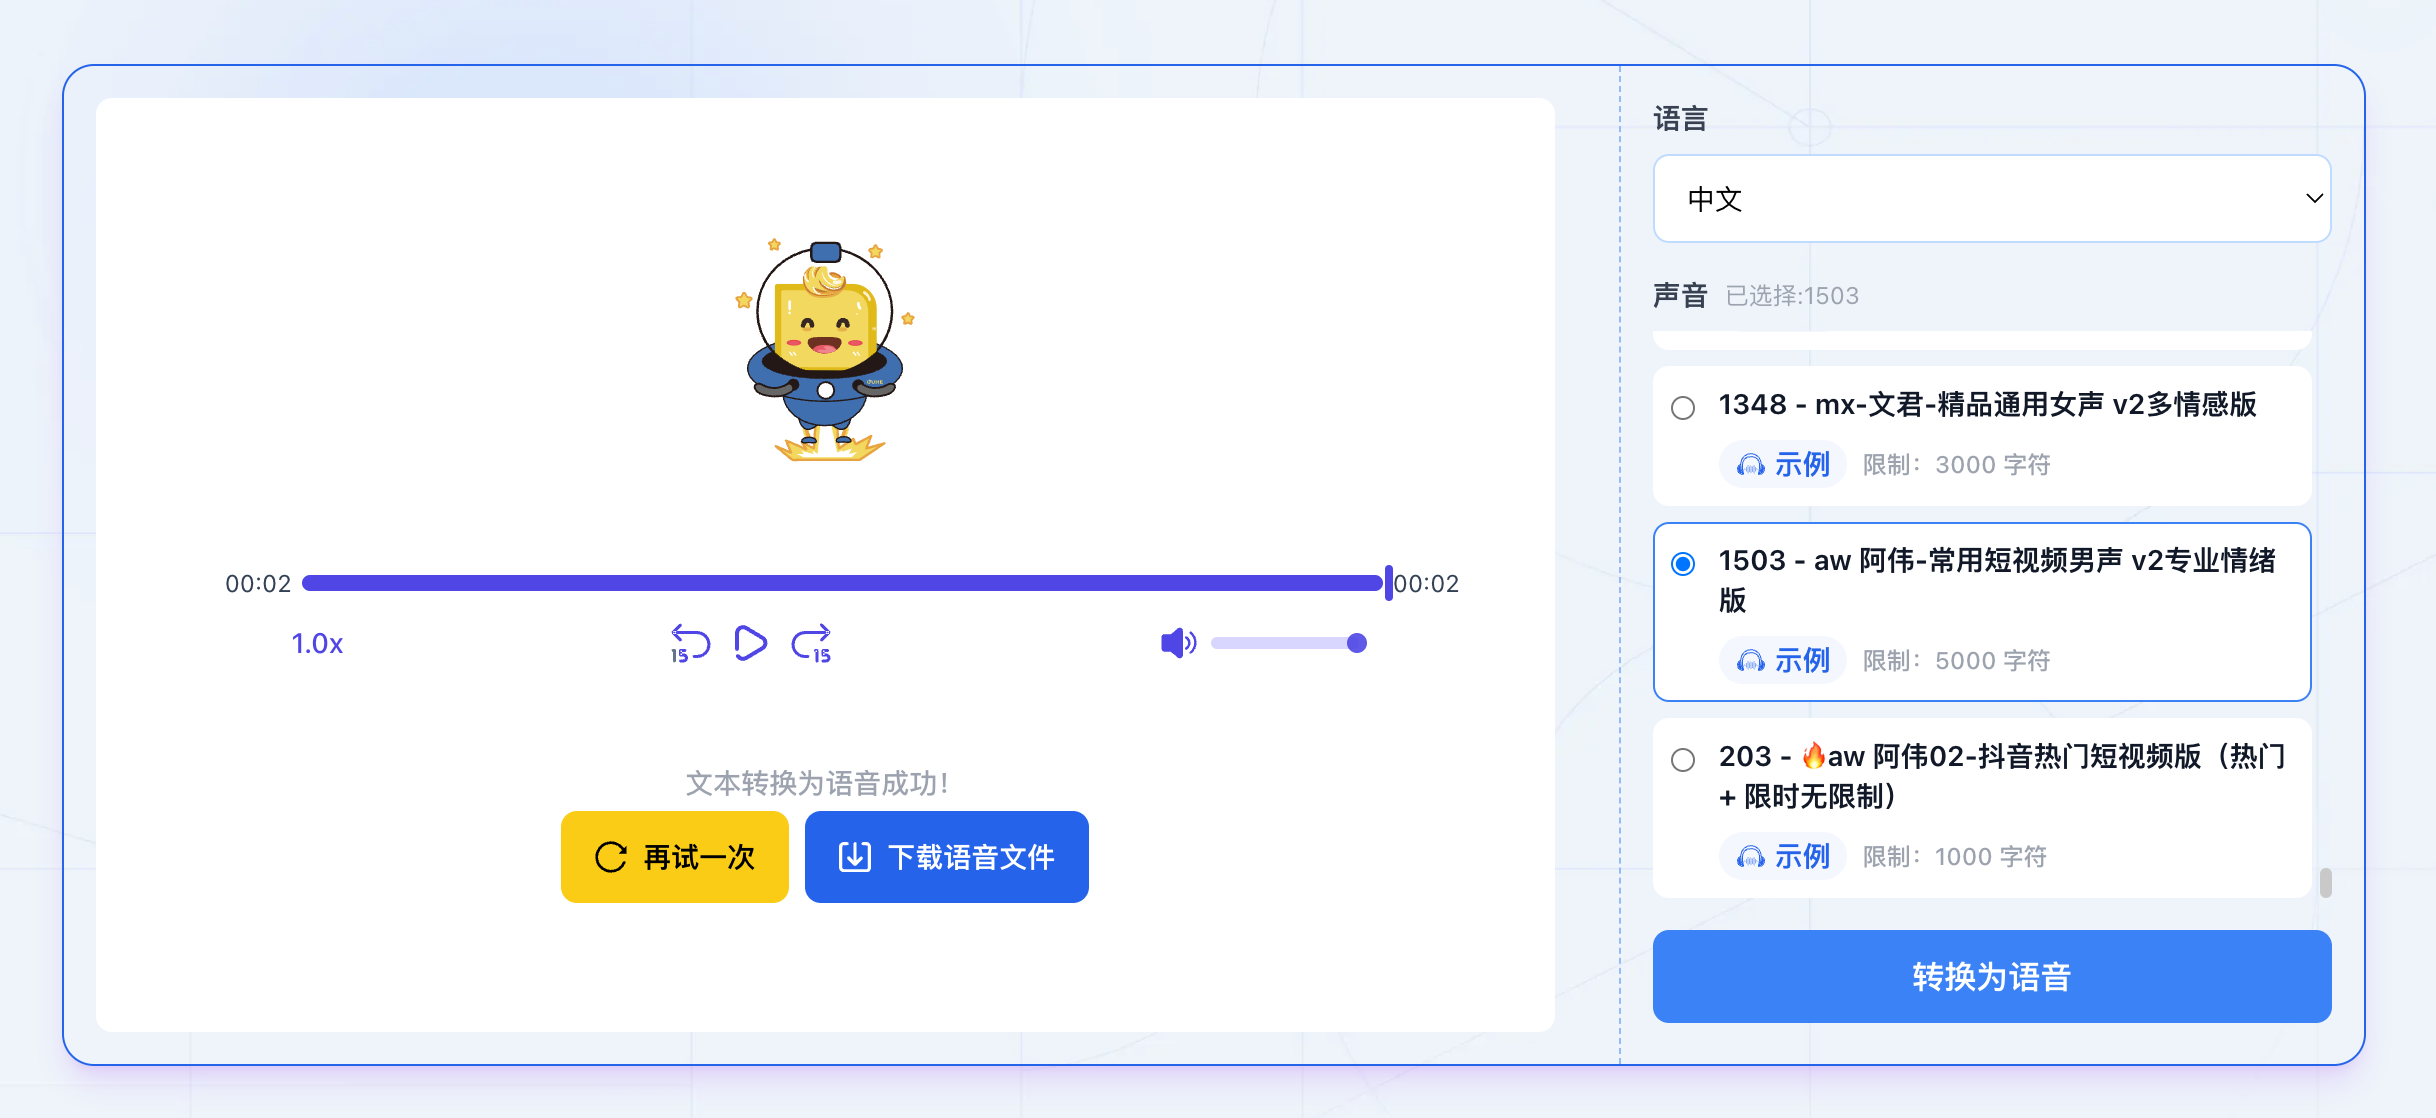 00:02
00:02
1.0x
15
15
文本转换为语音成功！
再试一次
下载语音文件
语言
中文
声音 已选择:1503
1348 - mx-文君-精品通用女声 v2多情感版
示例 限制：3000 字符
1503 - aw 阿伟-常用短视频男声 v2专业情绪
版
示例 限制：5000 字符
203 - 🔥aw 阿伟02-抖音热门短视频版（热门
+ 限时无限制）
示例 限制：1000 字符
转换为语音